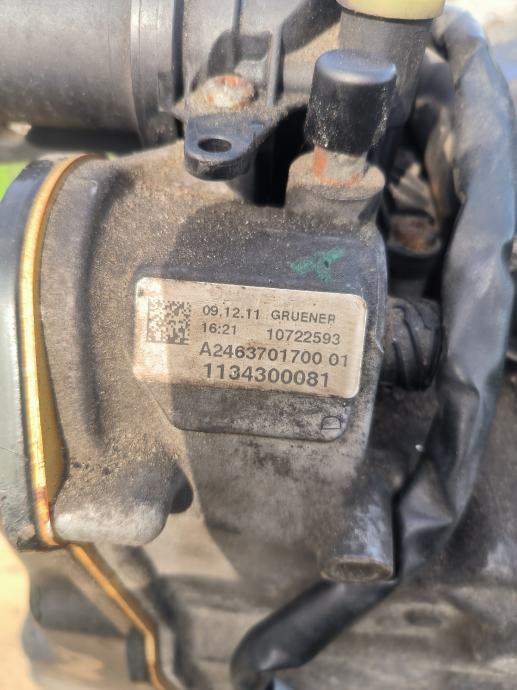 09.12.11 GRUENER
16:21 10722593
A2463701700 01
1134300081